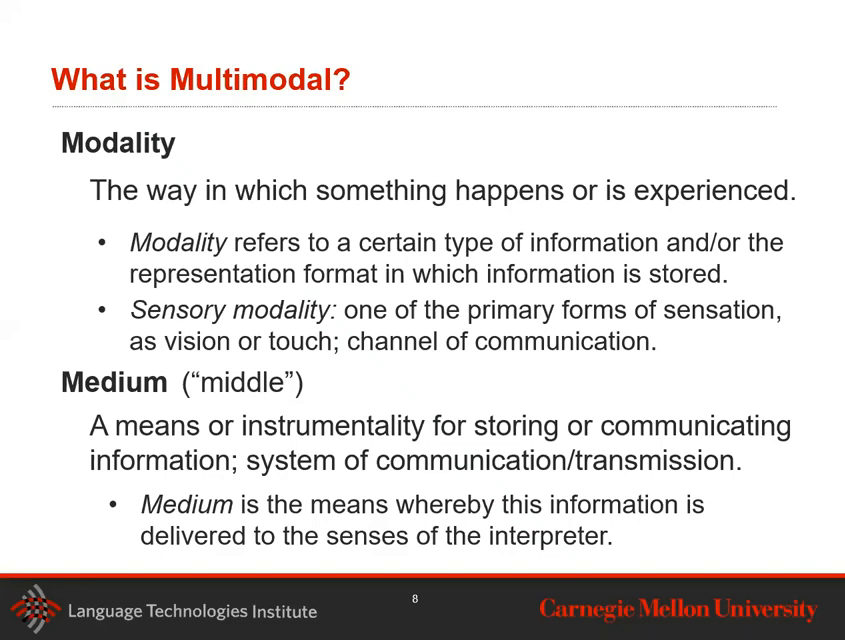 What is Multimodal?
Modality
The way in which something happens or is experienced.
• Modality refers to a certain type of information and/or the
representation format in which information is stored.
• Sensory modality: one of the primary forms of sensation,
as vision or touch; channel of communication.
Medium (“middle”)
A means or instrumentality for storing or communicating
information; system of communication/transmission.
• Medium is the means whereby this information is
delivered to the senses of the interpreter.
8
Language Technologies Institute
Carnegie Mellon University